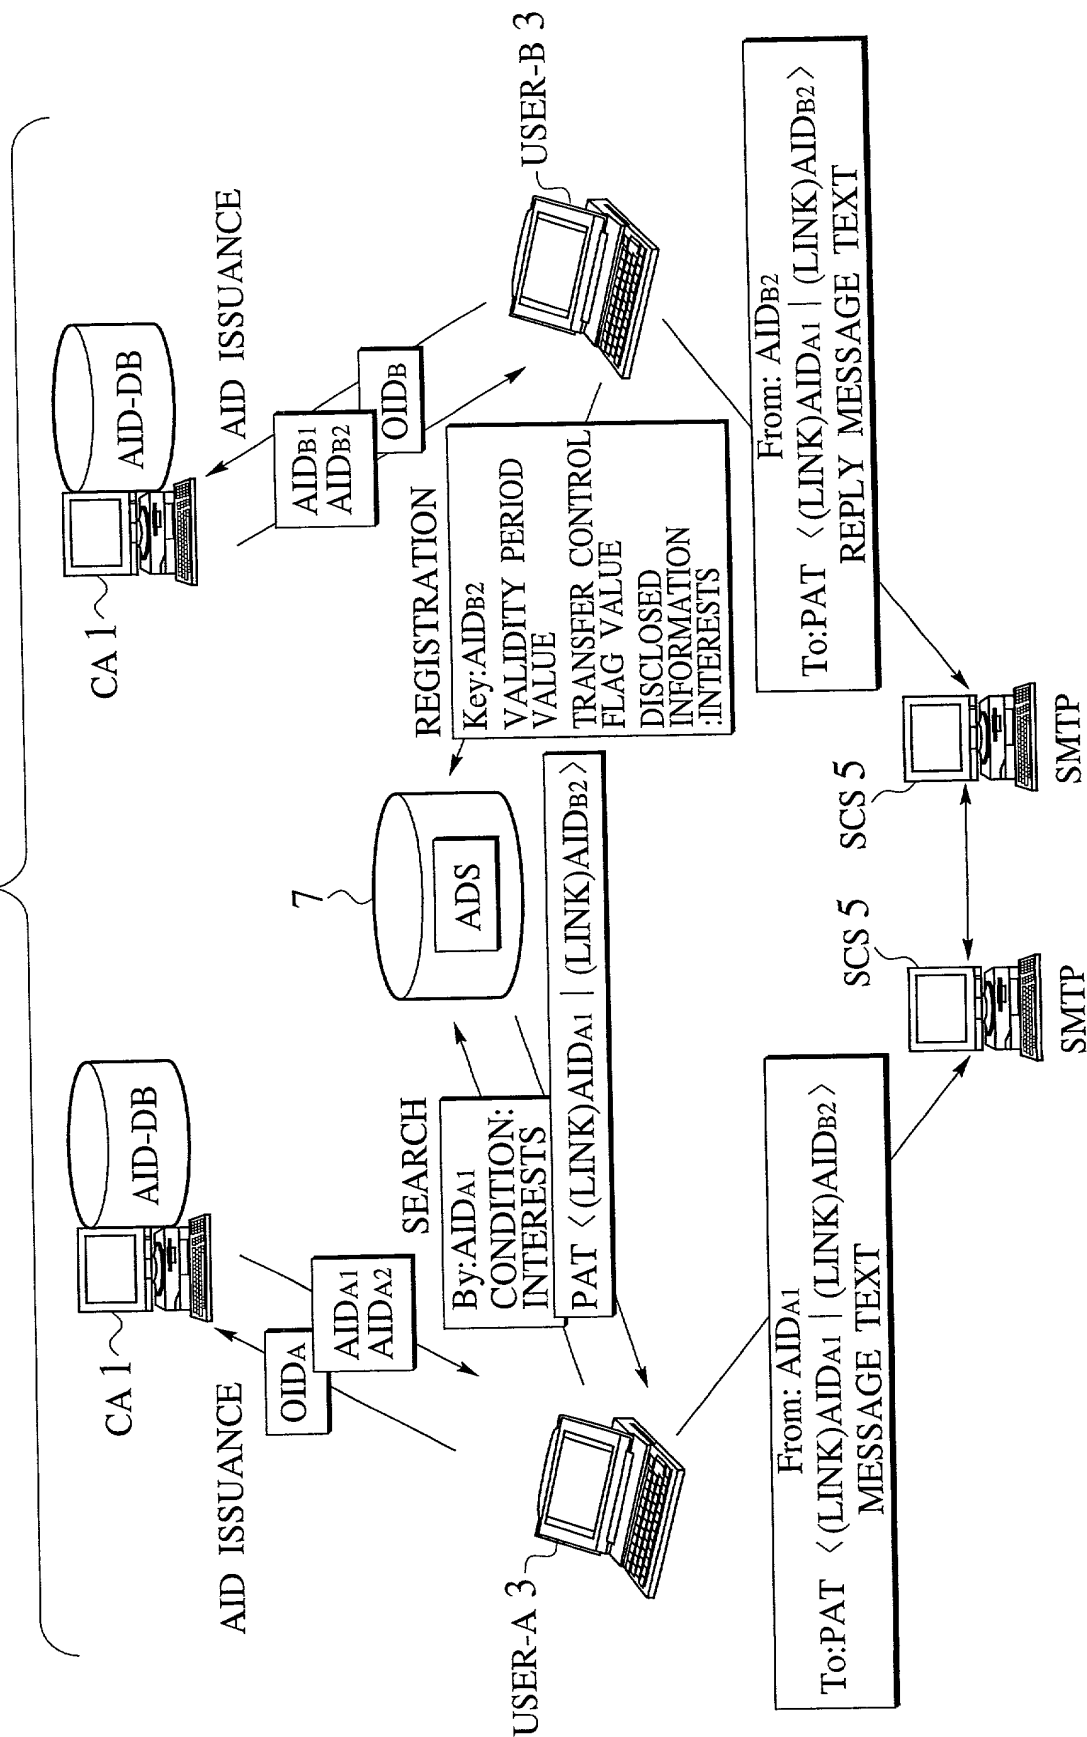 CA 1
AID-DB
AID ISSUANCE
OIDA
AIDA1
AIDA2
USER-A 3
SEARCH
By:AIDA1
CONDITION:
INTERESTS
PAT <(LINK)AIDA1 | (LINK)AIDB2>
7
ADS
REGISTRATION
Key:AIDB2
VALIDITY PERIOD
VALUE
TRANSFER CONTROL
FLAG VALUE
DISCLOSED
INFORMATION
:INTERESTS
CA 1
AID-DB
AID ISSUANCE
AIDB1
AIDB2
OIDB
USER-B 3
From: AIDA1
To:PAT <(LINK)AIDA1 | (LINK)AIDB2>
MESSAGE TEXT
SCS 5
SMTP
SCS 5
SMTP
From: AIDB2
To:PAT <(LINK)AIDA1 | (LINK)AIDB2>
REPLY MESSAGE TEXT